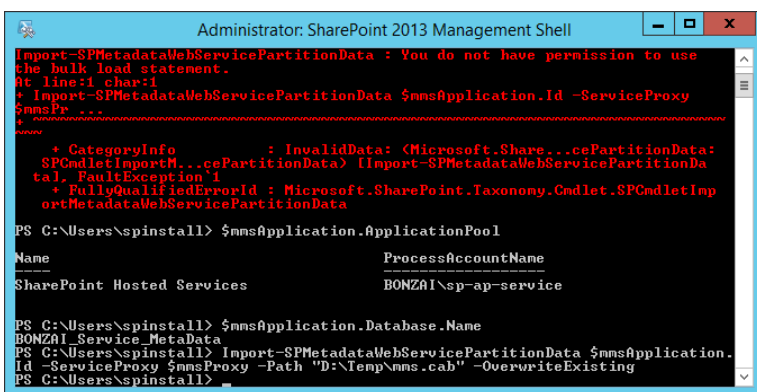 Administrator: SharePoint 2013 Management Shell
Import-SPMetadataWebServicePartitionData : You do not have permission to use
the bulk load statement.
At line:1 char:1
+ Import-SPMetadataWebServicePartitionData $mmsApplication.Id -ServiceProxy
$mmsPr ...
+ ~~~~~~~~~~~~~~~~~~~~~~~~~~~~~~~~~~~~~~~~~~~~~~~~~~~~~~~~~~~~~~~~~~~~~~~~~
~~~
+ CategoryInfo : InvalidData: (Microsoft.Share...cePartitionData:
SPCmdletImportM...cePartitionData) [Import-SPMetadataWebServicePartitionDa
ta], FaultException`1
+ FullyQualifiedErrorId : Microsoft.SharePoint.Taxonomy.Cmdlet.SPCmdletImp
ortMetadataWebServicePartitionData
PS C:\Users\spinstall> $mmsApplication.ApplicationPool
Name ProcessAccountName
---- ------------------
SharePoint Hosted Services BONZAI\sp-ap-service
PS C:\Users\spinstall> $mmsApplication.Database.Name
BONZAI_Service_MetaData
PS C:\Users\spinstall> Import-SPMetadataWebServicePartitionData $mmsApplication.
Id -ServiceProxy $mmsProxy -Path "D:\Temp\mms.cab" -OverwriteExisting
PS C:\Users\spinstall> _